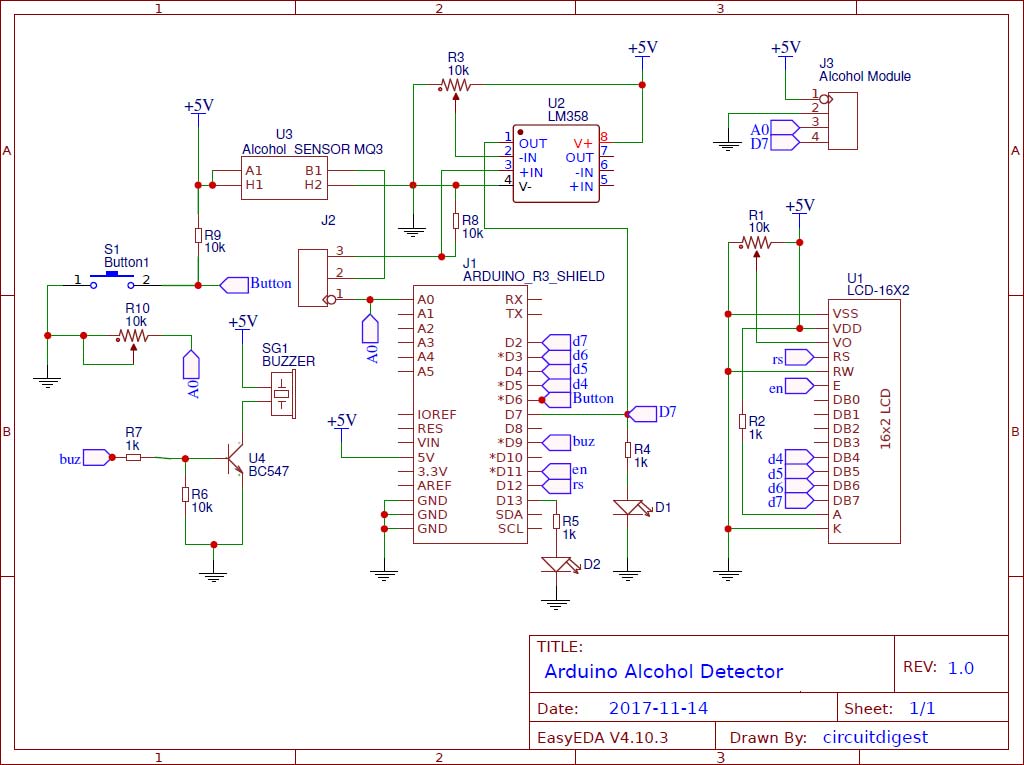 1 2 3
A
B
A
B
+5V
U3
Alcohol SENSOR MQ3
A1 B1
H1 H2
R3
10k
U2
LM358
1 OUT V+ 8
2 -IN OUT 7
3 +IN -IN 6
4 V- +IN 5
+5V
+5V
J3
Alcohol Module
1
2
A0 3
D7 4
R9
10k
S1
Button1
1 2
Button
J2
3
2
1
R8
10k
R10
10k
A0
A0
+5V
SG1
BUZZER
+5V
buz
R7
1k
U4
BC547
R6
10k
J1
ARDUINO_R3_SHIELD
A0 RX
A1 TX
A2
A3 D2 d7
A4 *D3 d6
A5 D4 d5
*D5 d4
*D6 Button
IOREF D7 D7
RES D8
VIN *D9 buz
5V *D10
3.3V *D11 en
AREF D12 rs
GND D13
GND SDA
GND SCL
R5
1k
D2
R4
1k
D1
R1
10k
+5V
U1
LCD-16X2
VSS
VDD
VO
rs RS
RW
en E
DB0
DB1
DB2
DB3
d4 DB4
d5 DB5
d6 DB6
d7 DB7
A
K
16x2 LCD
R2
1k
TITLE:
Arduino Alcohol Detector
REV: 1.0
Date: 2017-11-14
Sheet: 1/1
EasyEDA V4.10.3
Drawn By: circuitdigest
1 2 3